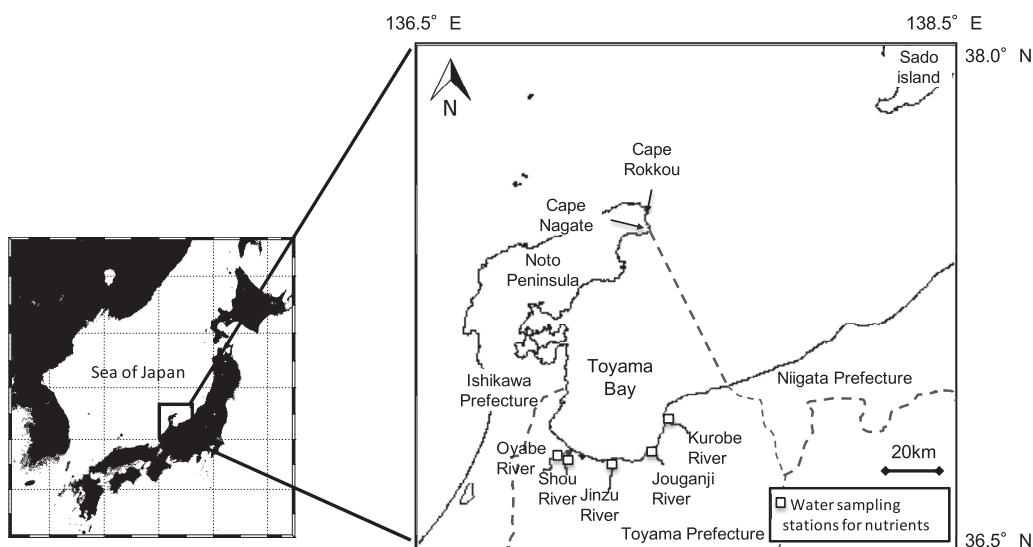 136.5° E
138.5° E
38.0° N
Sado
island
N
Cape
Rokkou
Cape
Nagate
Noto
Peninsula
Sea of Japan
Toyama
Bay
Ishikawa
Prefecture
Niigata Prefecture
Oyabe
River
Shou
River
Jinzu
River
Jouganji
River
Kurobe
River
20km
Water sampling
stations for nutrients
Toyama Prefecture
36.5° N